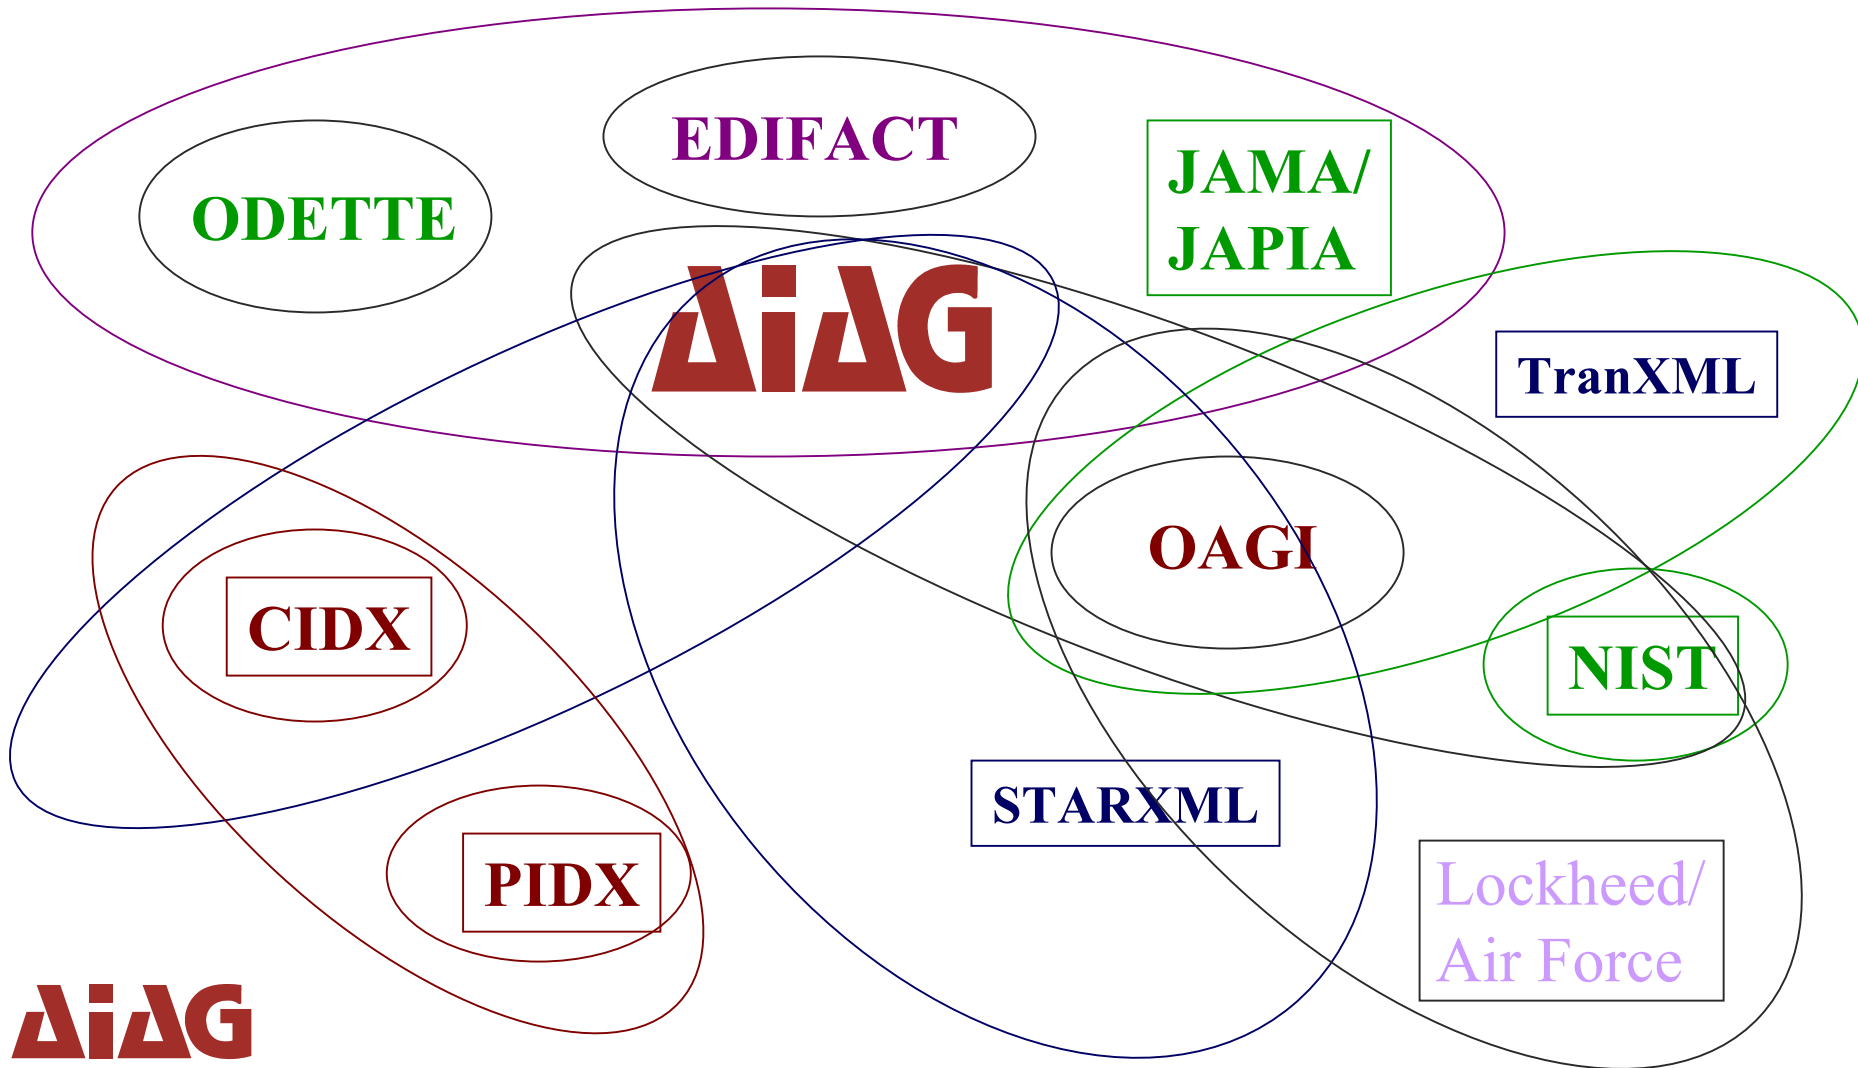 EDIFACT
ODETTE
JAMA/
JAPIA
AiAG
TranXML
OAGI
CIDX
NIST
STARXML
PIDX
Lockheed/
Air Force
AiAG